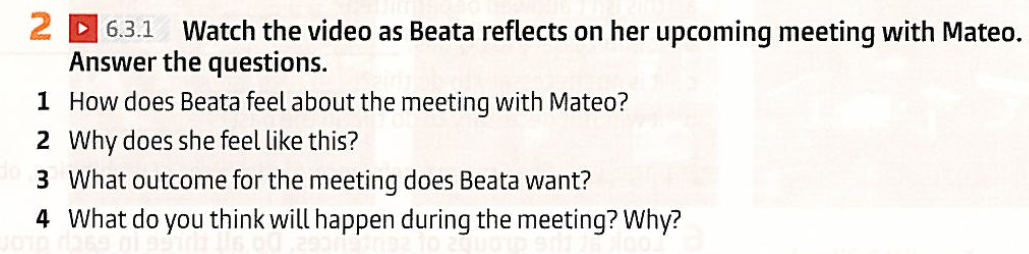 2 6.3.1 Watch the video as Beata reflects on her upcoming meeting with Mateo.
Answer the questions.
1 How does Beata feel about the meeting with Mateo?
2 Why does she feel like this?
3 What outcome for the meeting does Beata want?
4 What do you think will happen during the meeting? Why?